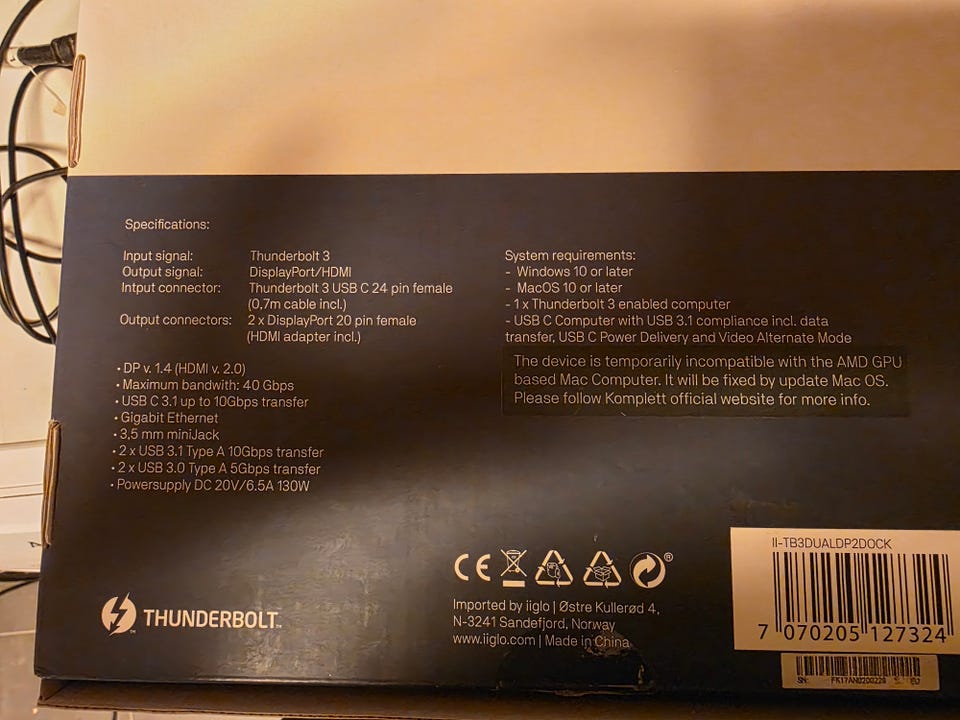 Specifications:
Input signal: Thunderbolt 3
Output signal: DisplayPort/HDMI
Intput connector: Thunderbolt 3 USB C 24 pin female
(0.7m cable incl.)
Output connectors: 2 x DisplayPort 20 pin female
(HDMI adapter incl.)
• DP v. 1.4 (HDMI v. 2.0)
• Maximum bandwith: 40 Gbps
• USB C 3.1 up to 10Gbps transfer
• Gigabit Ethernet
• 3,5 mm miniJack
• 2 x USB 3.1 Type A 10Gbps transfer
• 2 x USB 3.0 Type A 5Gbps transfer
• Powersupply DC 20V/6.5A 130W
System requirements:
- Windows 10 or later
- MacOS 10 or later
- 1 x Thunderbolt 3 enabled computer
- USB C Computer with USB 3.1 compliance incl. data
transfer, USB C Power Delivery and Video Alternate Mode
The device is temporarily incompatible with the AMD GPU
based Mac Computer. It will be fixed by update Mac OS.
Please follow Komplett official website for more info.
THUNDERBOLT™
CE
®
Imported by iiglo | Østre Kullerød 4,
N-3241 Sandefjord, Norway
www.iiglo.com | Made in China
II-TB3DUALDP2DOCK
7 070205 127324
SN: